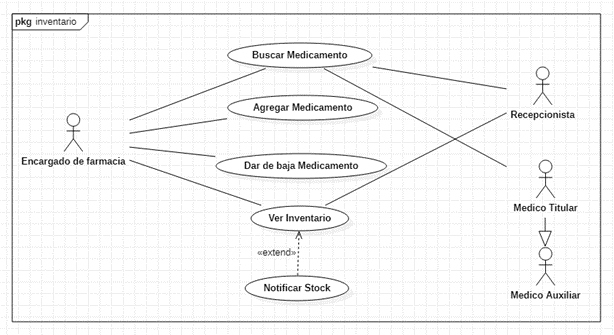 pkg inventario
Buscar Medicamento
Agregar Medicamento
Recepcionista
Encargado de farmacia
Dar de baja Medicamento
Medico Titular
Ver Inventario
«extend»
Notificar Stock
Medico Auxiliar